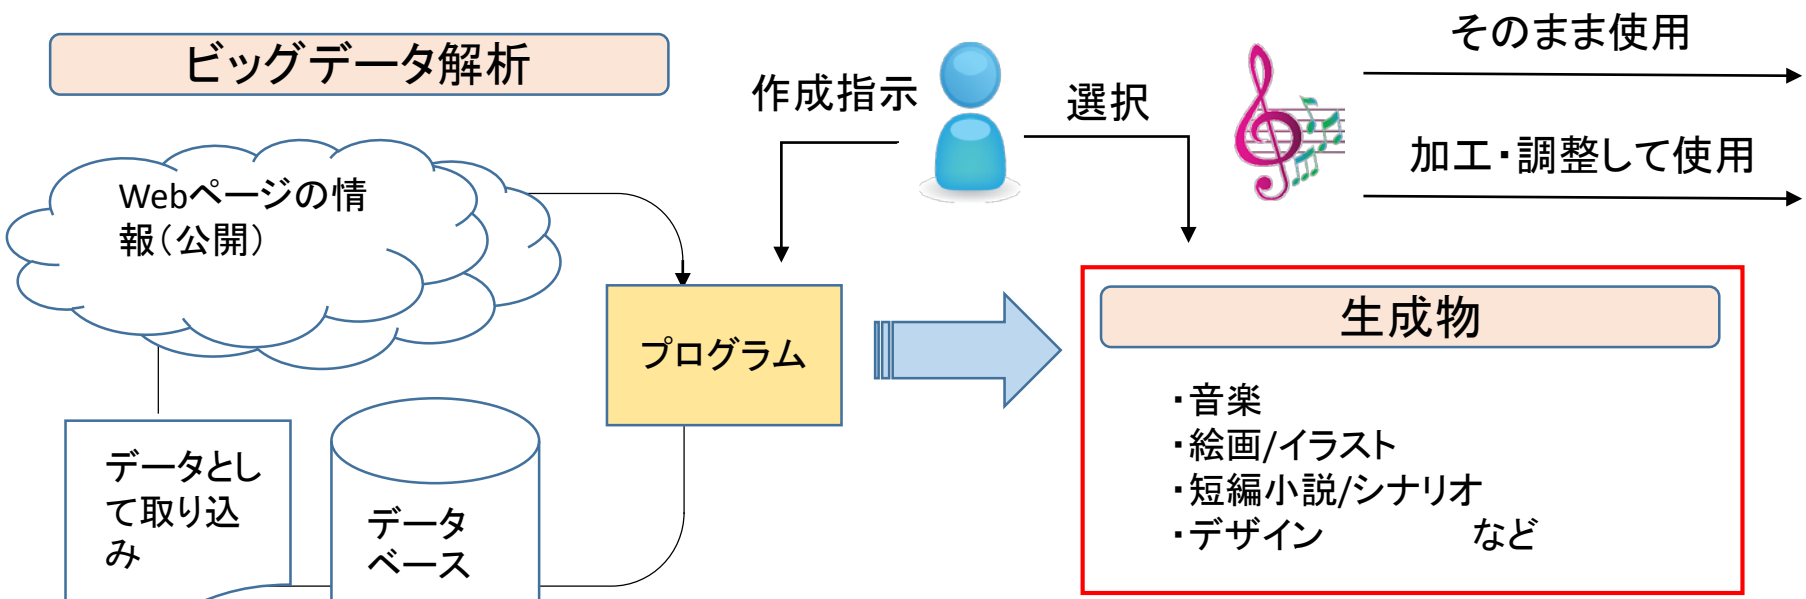 ビッグデータ解析
作成指示
選択
そのまま使用
加工・調整して使用
Webページの情
報(公開)
プログラム
データとし
て取り込
み
データ
ベース
生成物
・音楽
・絵画/イラスト
・短編小説/シナリオ
・デザイン など